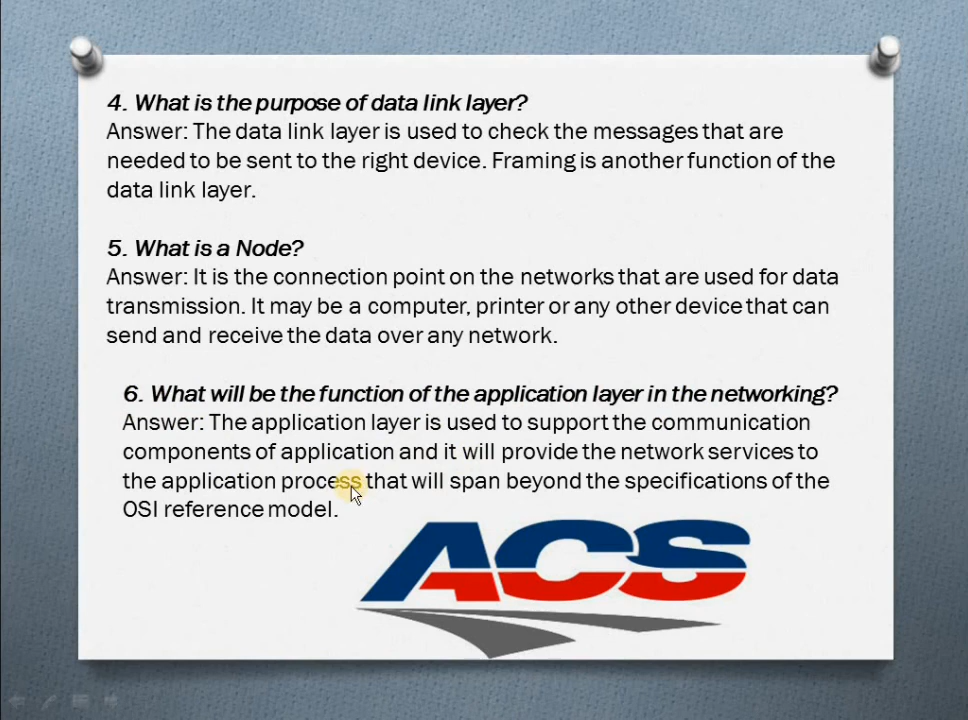 4. What is the purpose of data link layer?
Answer: The data link layer is used to check the messages that are
needed to be sent to the right device. Framing is another function of the
data link layer.
5. What is a Node?
Answer: It is the connection point on the networks that are used for data
transmission. It may be a computer, printer or any other device that can
send and receive the data over any network.
6. What will be the function of the application layer in the networking?
Answer: The application layer is used to support the communication
components of application and it will provide the network services to
the application process that will span beyond the specifications of the
OSI reference model.
ACS